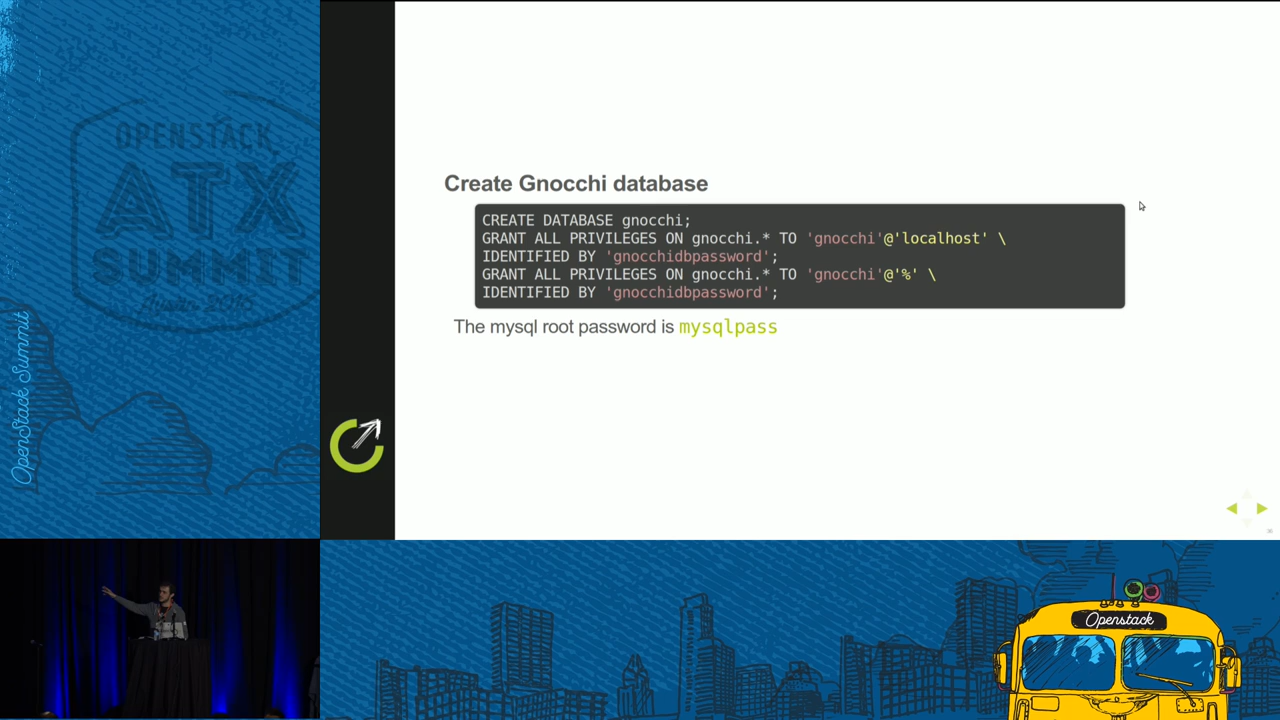 OPENSTACK
ATX
SUMMIT
Austin 2016
OpenStack Summit
Create Gnocchi database
CREATE DATABASE gnocchi;
GRANT ALL PRIVILEGES ON gnocchi.* TO 'gnocchi'@'localhost' \
IDENTIFIED BY 'gnocchidbpassword';
GRANT ALL PRIVILEGES ON gnocchi.* TO 'gnocchi'@'%' \
IDENTIFIED BY 'gnocchidbpassword';
The mysql root password is mysqlpass
Openstack